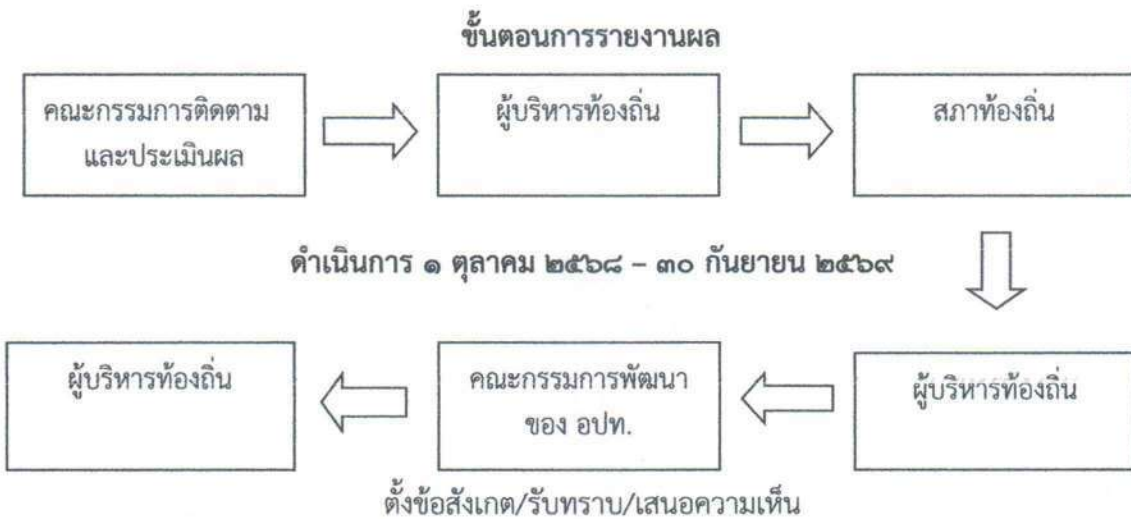 ขั้นตอนการรายงานผล
คณะกรรมการติดตาม
และประเมินผล
ผู้บริหารท้องถิ่น
สภาท้องถิ่น
ดำเนินการ ๑ ตุลาคม ๒๕๖๘ – ๓๐ กันยายน ๒๕๖๙
ผู้บริหารท้องถิ่น
คณะกรรมการพัฒนา
ของ อปท.
ผู้บริหารท้องถิ่น
ตั้งข้อสังเกต/รับทราบ/เสนอความเห็น